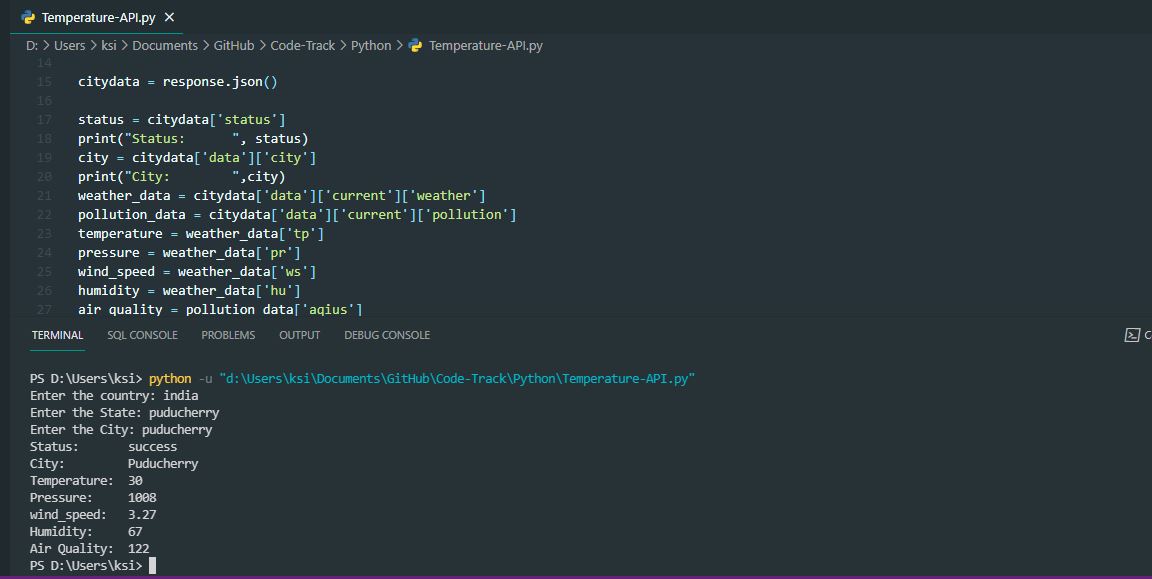 Temperature-API.py ×
D: > Users > ksi > Documents > GitHub > Code-Track > Python > Temperature-API.py
14
15 citydata = response.json()
16
17 status = citydata['status']
18 print("Status:      ", status)
19 city = citydata['data']['city']
20 print("City:        ",city)
21 weather_data = citydata['data']['current']['weather']
22 pollution_data = citydata['data']['current']['pollution']
23 temperature = weather_data['tp']
24 pressure = weather_data['pr']
25 wind_speed = weather_data['ws']
26 humidity = weather_data['hu']
27 air_quality = pollution_data['aqius']
TERMINAL SQL CONSOLE PROBLEMS OUTPUT DEBUG CONSOLE C
PS D:\Users\ksi> python -u "d:\Users\ksi\Documents\GitHub\Code-Track\Python\Temperature-API.py"
Enter the country: india
Enter the State: puducherry
Enter the City: puducherry
Status:       success
City:         Puducherry
Temperature:  30
Pressure:     1008
wind_speed:   3.27
Humidity:     67
Air Quality:  122
PS D:\Users\ksi>